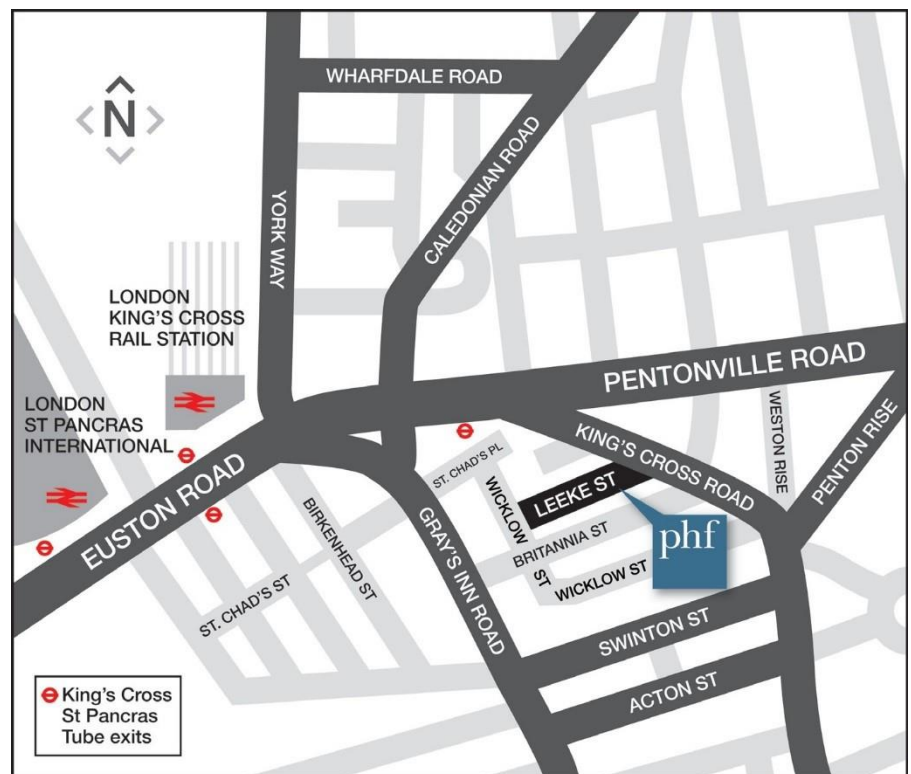 WHARFDALE ROAD
N
CALEDONIAN ROAD
YORK WAY
LONDON
KING'S CROSS
RAIL STATION
PENTONVILLE ROAD
LONDON
ST PANCRAS
INTERNATIONAL
WESTON RISE
PENTON RISE
KING'S CROSS ROAD
EUSTON ROAD
ST. CHAD'S PL
WICKLOW
ST
LEEKE ST
phf
BIRKENHEAD ST
GRAY'S INN ROAD
BRITANNIA ST
WICKLOW ST
ST. CHAD'S ST
SWINTON ST
ACTON ST
King's Cross
St Pancras
Tube exits